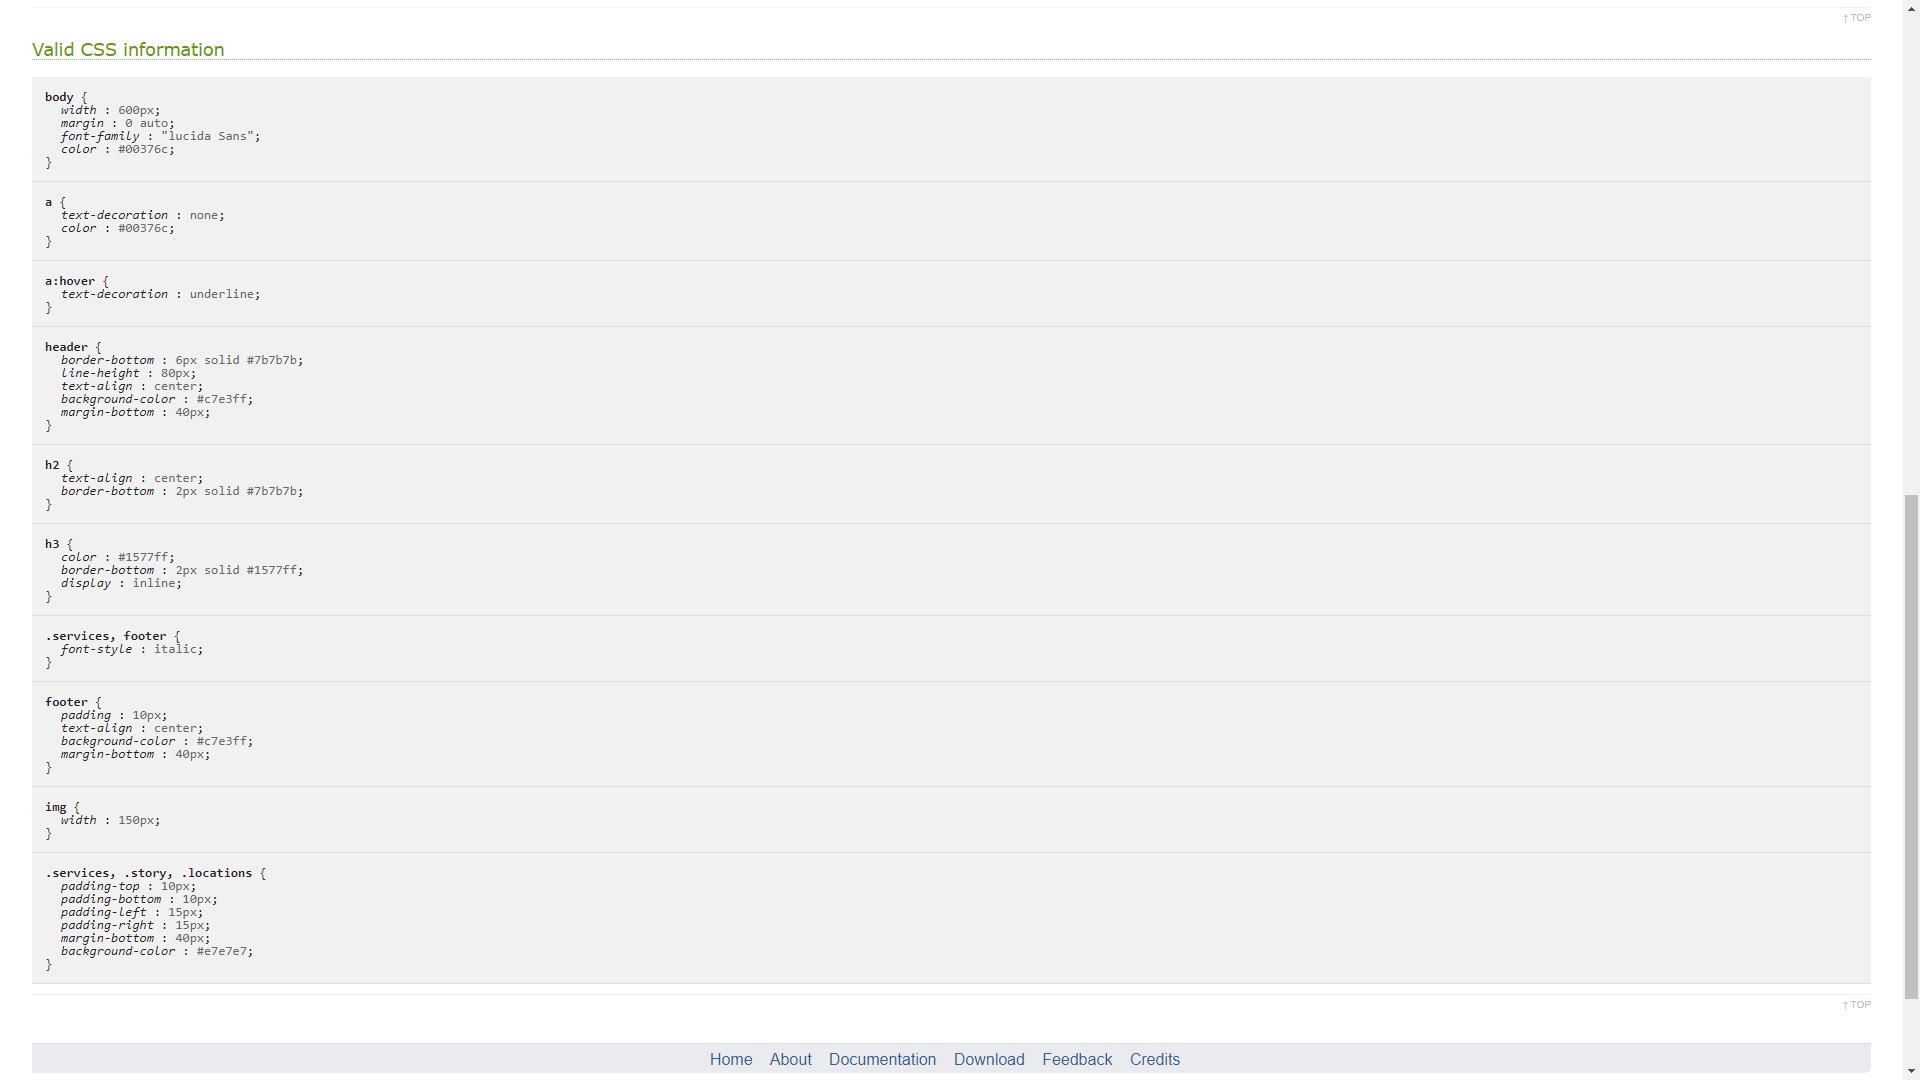 ↑ TOP
Valid CSS information
body {
width : 600px;
margin : 0 auto;
font-family : "lucida Sans";
color : #00376c;
}
a {
text-decoration : none;
color : #00376c;
}
a:hover {
text-decoration : underline;
}
header {
border-bottom : 6px solid #7b7b7b;
line-height : 80px;
text-align : center;
background-color : #c7e3ff;
margin-bottom : 40px;
}
h2 {
text-align : center;
border-bottom : 2px solid #7b7b7b;
}
h3 {
color : #1577ff;
border-bottom : 2px solid #1577ff;
display : inline;
}
.services, footer {
font-style : italic;
}
footer {
padding : 10px;
text-align : center;
background-color : #c7e3ff;
margin-bottom : 40px;
}
img {
width : 150px;
}
.services, .story, .locations {
padding-top : 10px;
padding-bottom : 10px;
padding-left : 15px;
padding-right : 15px;
margin-bottom : 40px;
background-color : #e7e7e7;
}
↑ TOP
Home About Documentation Download Feedback Credits